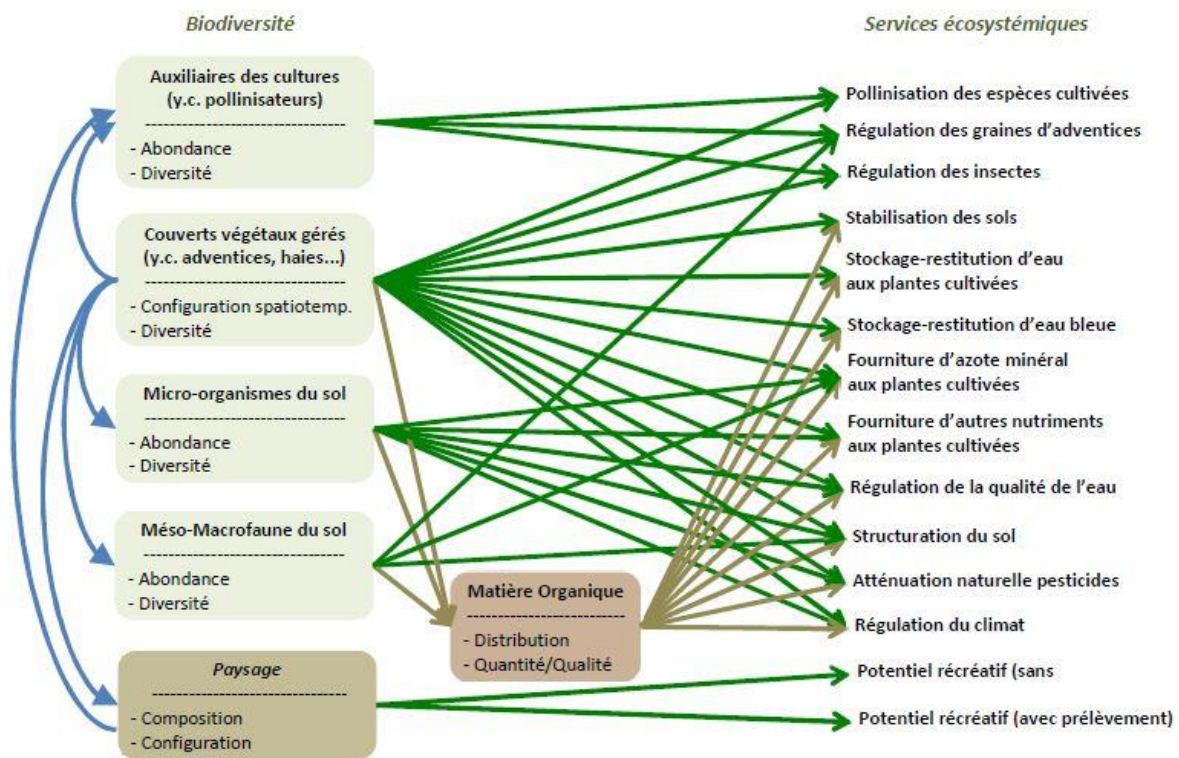 Biodiversité
Services écosystémiques
Auxiliaires des cultures
(y.c. pollinisateurs)
---------------------------------
- Abondance
- Diversité
Couverts végétaux gérés
(y.c. adventices, haies...)
---------------------------------
- Configuration spatiotemp.
- Diversité
Micro-organismes du sol
---------------------------------
- Abondance
- Diversité
Méso-Macrofaune du sol
---------------------------------
- Abondance
- Diversité
Paysage
---------------------------------
- Composition
- Configuration
Matière Organique
--------------------------
- Distribution
- Quantité/Qualité
Pollinisation des espèces cultivées
Régulation des graines d’adventices
Régulation des insectes
Stabilisation des sols
Stockage-restitution d’eau
aux plantes cultivées
Stockage-restitution d’eau bleue
Fourniture d’azote minéral
aux plantes cultivées
Fourniture d’autres nutriments
aux plantes cultivées
Régulation de la qualité de l’eau
Structuration du sol
Atténuation naturelle pesticides
Régulation du climat
Potentiel récréatif (sans
Potentiel récréatif (avec prélèvement)